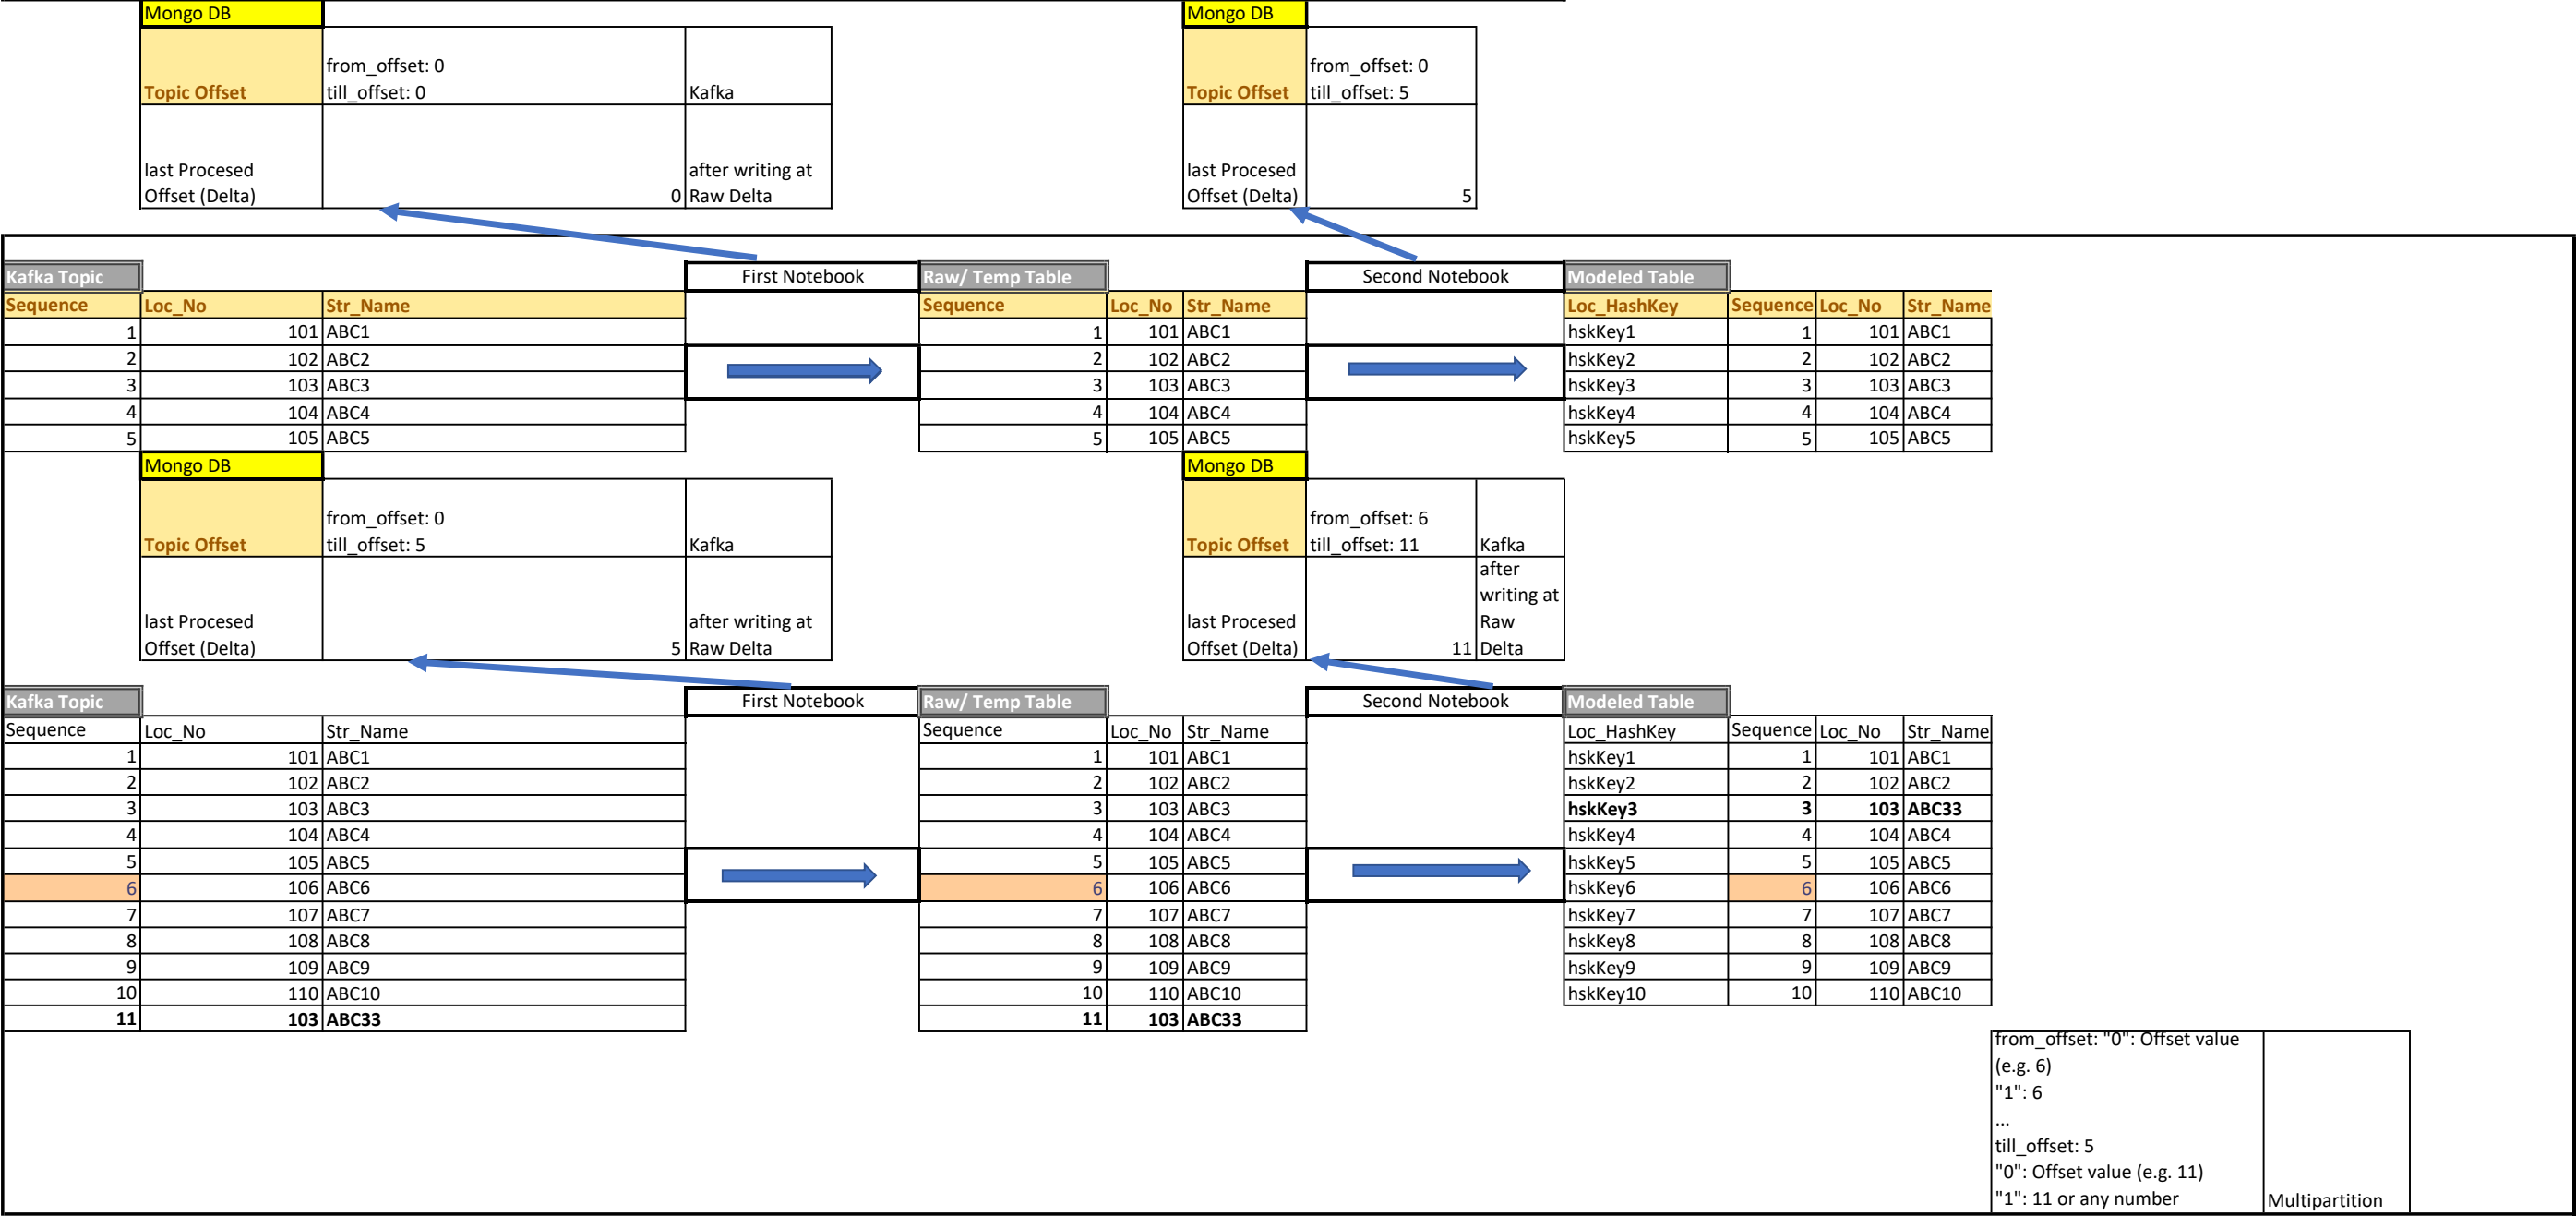 Mongo DB Mongo DB
from_offset: 0 from_offset: 0
Topic Offset till_offset: 0 Kafka Topic Offset till_offset: 5
last Procesed after writing at last Procesed
Offset (Delta) 0 Raw Delta Offset (Delta) 5
Kafka Topic First Notebook Raw/ Temp Table Second Notebook Modeled Table
Sequence Loc_No Str_Name Sequence Loc_No Str_Name Loc_HashKey Sequence Loc_No Str_Name
1 101 ABC1 1 101 ABC1 hskKey1 1 101 ABC1
2 102 ABC2 2 102 ABC2 hskKey2 2 102 ABC2
3 103 ABC3 3 103 ABC3 hskKey3 3 103 ABC3
4 104 ABC4 4 104 ABC4 hskKey4 4 104 ABC4
5 105 ABC5 5 105 ABC5 hskKey5 5 105 ABC5
Mongo DB Mongo DB
from_offset: 0 from_offset: 6
Topic Offset till_offset: 5 Kafka Topic Offset till_offset: 11 Kafka
after
writing at
last Procesed after writing at last Procesed Raw
Offset (Delta) 5 Raw Delta Offset (Delta) 11 Delta
Kafka Topic First Notebook Raw/ Temp Table Second Notebook Modeled Table
Sequence Loc_No Str_Name Sequence Loc_No Str_Name Loc_HashKey Sequence Loc_No Str_Name
1 101 ABC1 1 101 ABC1 hskKey1 1 101 ABC1
2 102 ABC2 2 102 ABC2 hskKey2 2 102 ABC2
3 103 ABC3 3 103 ABC3 hskKey3 3 103 ABC33
4 104 ABC4 4 104 ABC4 hskKey4 4 104 ABC4
5 105 ABC5 5 105 ABC5 hskKey5 5 105 ABC5
6 106 ABC6 6 106 ABC6 hskKey6 6 106 ABC6
7 107 ABC7 7 107 ABC7 hskKey7 7 107 ABC7
8 108 ABC8 8 108 ABC8 hskKey8 8 108 ABC8
9 109 ABC9 9 109 ABC9 hskKey9 9 109 ABC9
10 110 ABC10 10 110 ABC10 hskKey10 10 110 ABC10
11 103 ABC33 11 103 ABC33
from_offset: "0": Offset value
(e.g. 6)
"1": 6
...
till_offset: 5
"0": Offset value (e.g. 11)
"1": 11 or any number Multipartition